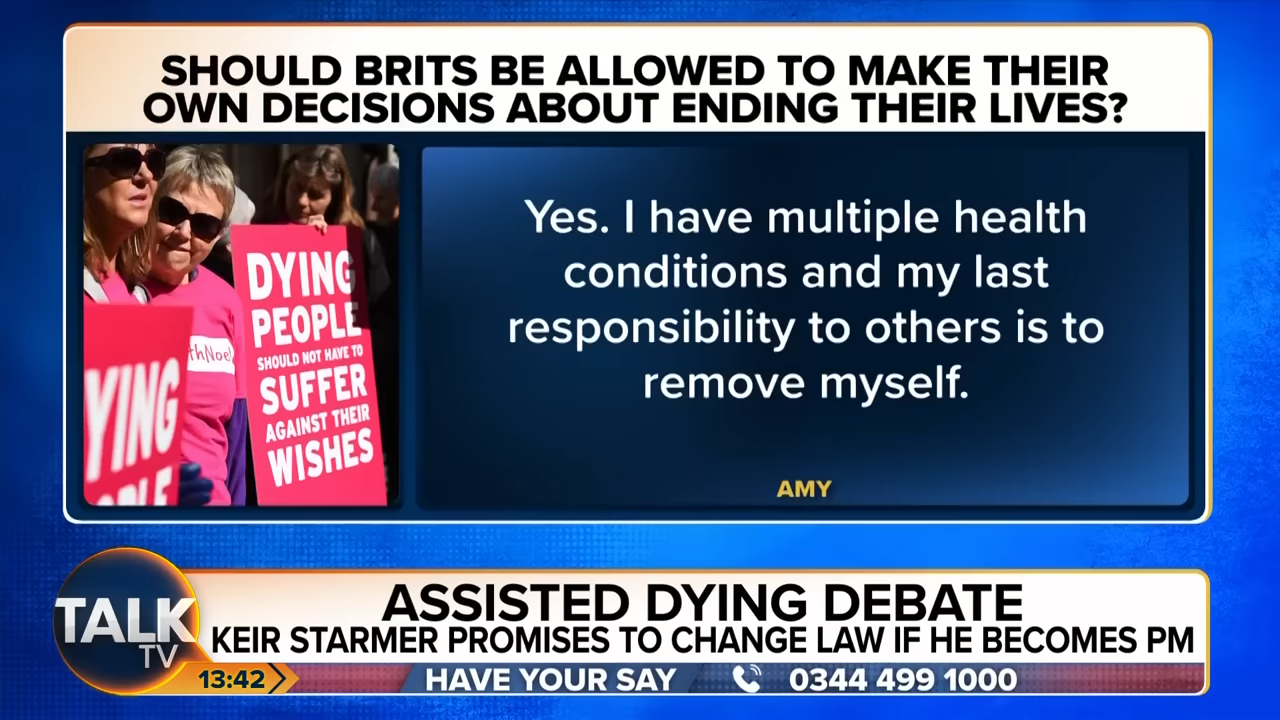 SHOULD BRITS BE ALLOWED TO MAKE THEIR
OWN DECISIONS ABOUT ENDING THEIR LIVES?
DYING
PEOPLE
SHOULD NOT HAVE TO
SUFFER
AGAINST THEIR
WISHES
thNoel
YING
OPLE
Yes. I have multiple health
conditions and my last
responsibility to others is to
remove myself.
AMY
TALK
TV
ASSISTED DYING DEBATE
KEIR STARMER PROMISES TO CHANGE LAW IF HE BECOMES PM
13:42
HAVE YOUR SAY
0344 499 1000